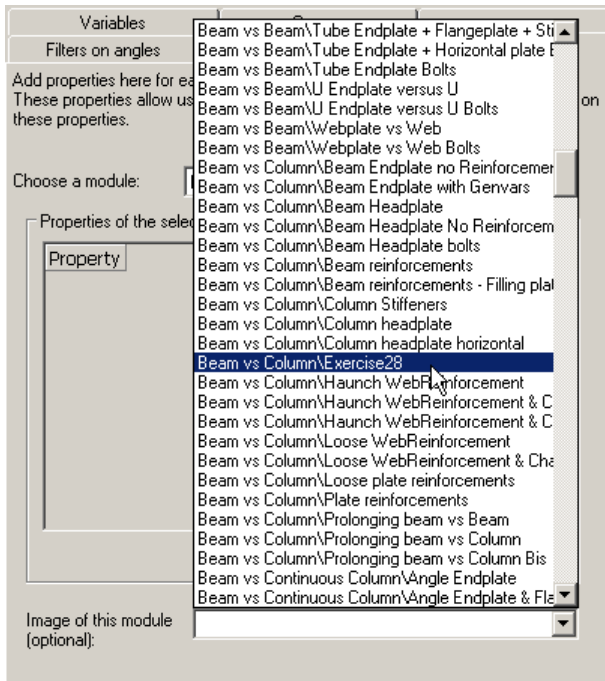 Variables
Filters on angles
Add properties here for ea
These properties allow us
on
these properties.
Choose a module:
Properties of the selec
Property
Beam vs Beam\Tube Endplate + Flangeplate + Sti
Beam vs Beam\Tube Endplate + Horizontal plate E
Beam vs Beam\Tube Endplate Bolts
Beam vs Beam\U Endplate versus U
Beam vs Beam\U Endplate versus U Bolts
Beam vs Beam\Webplate vs Web
Beam vs Beam\Webplate vs Web Bolts
Beam vs Column\Beam Endplate no Reinforcemer
Beam vs Column\Beam Endplate with Genvars
Beam vs Column\Beam Headplate
Beam vs Column\Beam Headplate No Reinforcem
Beam vs Column\Beam Headplate bolts
Beam vs Column\Beam reinforcements
Beam vs Column\Beam reinforcements - Filling plat
Beam vs Column\Column Stiffeners
Beam vs Column\Column headplate
Beam vs Column\Column headplate horizontal
Beam vs Column\Exercise28
Beam vs Column\Haunch WebReinforcement
Beam vs Column\Haunch WebReinforcement & C
Beam vs Column\Haunch WebReinforcement & C
Beam vs Column\Loose WebReinforcement
Beam vs Column\Loose WebReinforcement & Cha
Beam vs Column\Loose plate reinforcements
Beam vs Column\Plate reinforcements
Beam vs Column\Prolonging beam vs Beam
Beam vs Column\Prolonging beam vs Column
Beam vs Column\Prolonging beam vs Column Bis
Beam vs Continuous Column\Angle Endplate
Beam vs Continuous Column\Angle Endplate & Fla
Image of this module
(optional):